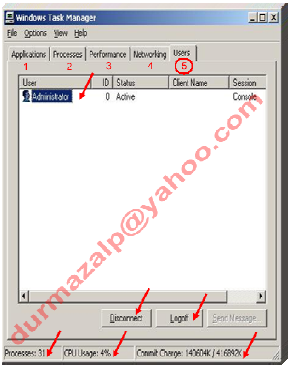 Windows Task Manager
File Options View Help
Applications Processes Performance Networking Users
1 2 3 4 5
User ID Status Client Name Session
Administrator 0 Active Console
durmazalp@yahoo.com
Disconnect Logoff Send Message...
Processes: 31 CPU Usage: 4% Commit Charge: 140604K / 416892K